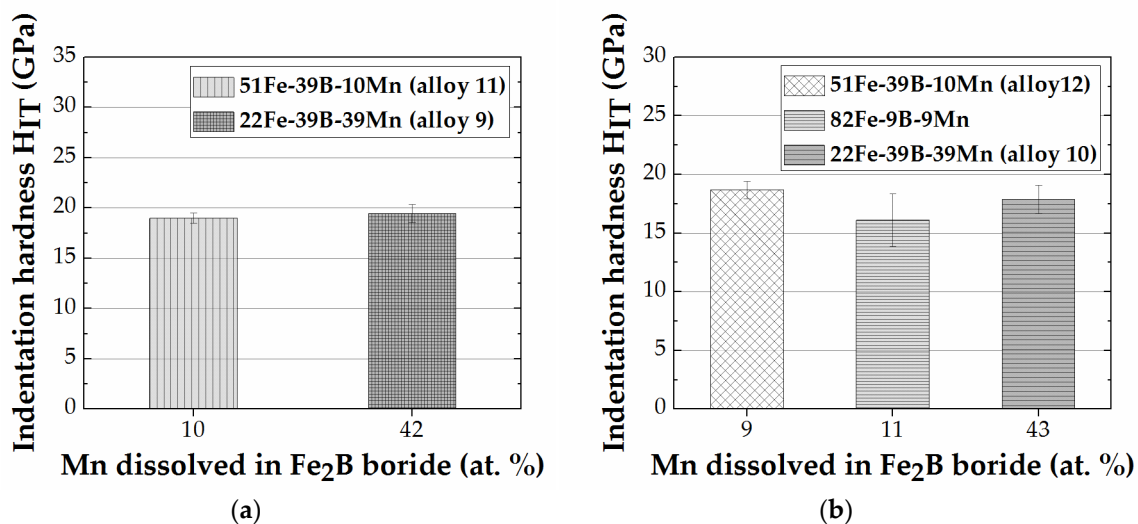 Indentation hardness HIT (GPa)
35
30
25
20
15
10
5
0
51Fe-39B-10Mn (alloy 11)
22Fe-39B-39Mn (alloy 9)
10 42
Mn dissolved in Fe2B boride (at. %)
(a)
Indentation hardness HIT (GPa)
30
25
20
15
10
5
0
51Fe-39B-10Mn (alloy12)
82Fe-9B-9Mn
22Fe-39B-39Mn (alloy 10)
9 11 43
Mn dissolved in Fe2B boride (at. %)
(b)